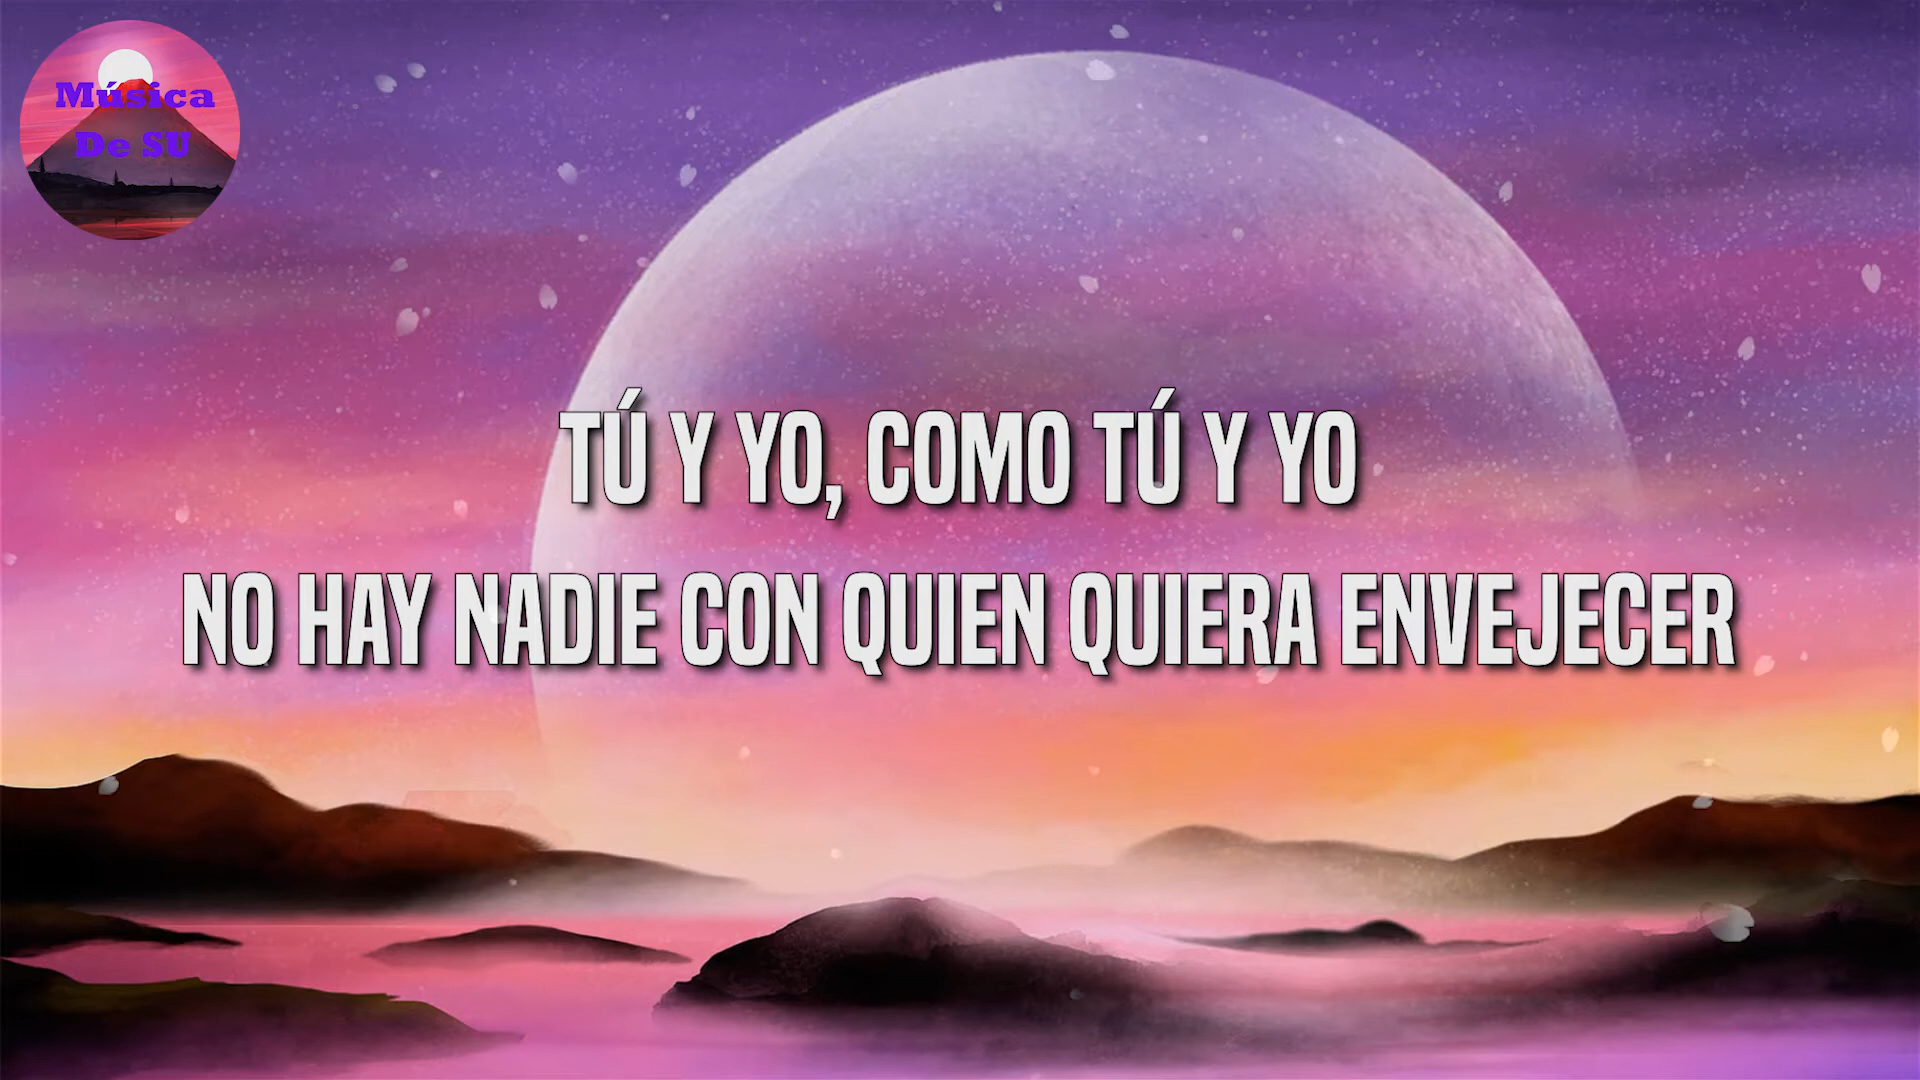 Música
De SU
TÚ Y YO, COMO TÚ Y YO
NO HAY NADIE CON QUIEN QUIERA ENVEJECER